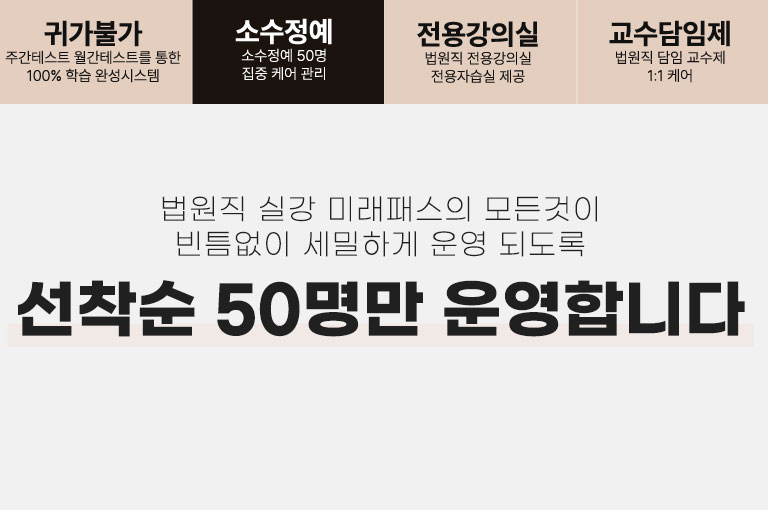 귀가불가
주간테스트 월간테스트를 통한
100% 학습 완성시스템
소수정예
소수정예 50명
집중 케어 관리
전용강의실
법원직 전용강의실
전용자습실 제공
교수담임제
법원직 담임 교수제
1:1 케어
법원직 실강 미래패스의 모든것이
빈틈없이 세밀하게 운영 되도록
선착순 50명만 운영합니다